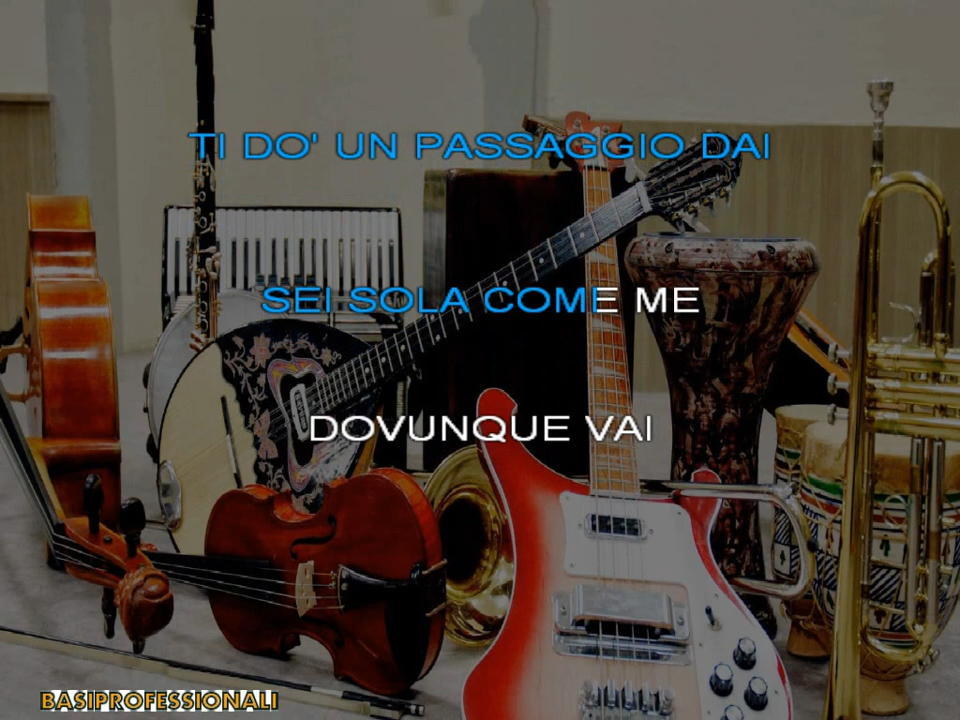 TI DO' UN PASSAGGIO DAI
SEI SOLA COME ME
DOVUNQUE VAI
BASIPROFESSIONALI